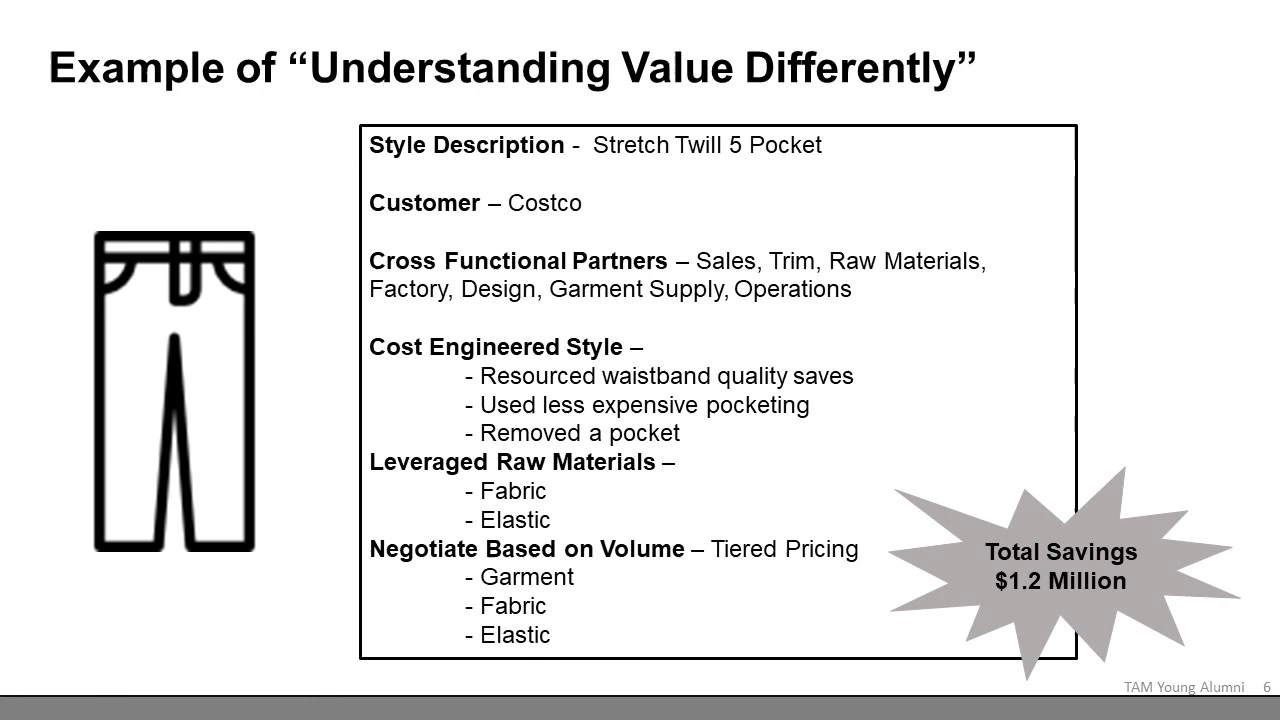 Example of “Understanding Value Differently”
Style Description -  Stretch Twill 5 Pocket
Customer – Costco
Cross Functional Partners – Sales, Trim, Raw Materials,
Factory, Design, Garment Supply, Operations
Cost Engineered Style –
- Resourced waistband quality saves
- Used less expensive pocketing
- Removed a pocket
Leveraged Raw Materials –
- Fabric
- Elastic
Negotiate Based on Volume – Tiered Pricing
- Garment
- Fabric
- Elastic
Total Savings
$1.2 Million
TAM Young Alumni 6